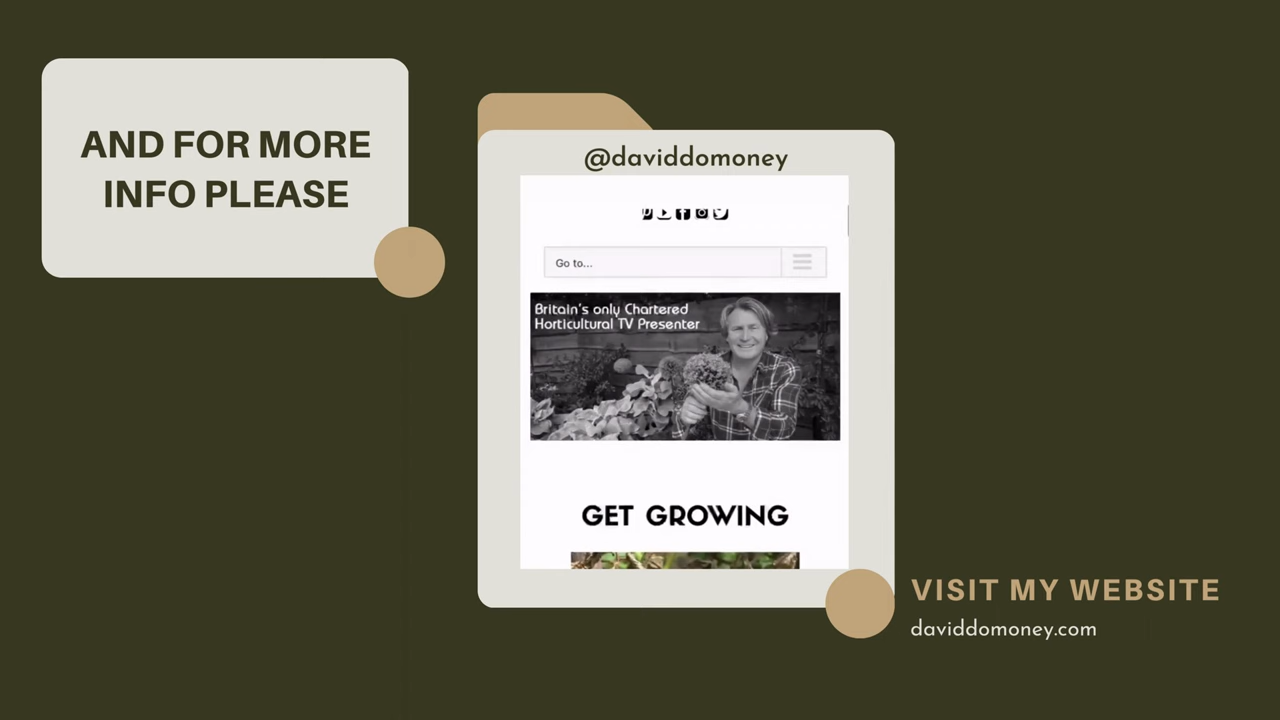 AND FOR MORE
INFO PLEASE
@daviddomoney
Go to...
Britain's only Chartered
Horticultural TV Presenter
GET GROWING
VISIT MY WEBSITE
daviddomoney.com